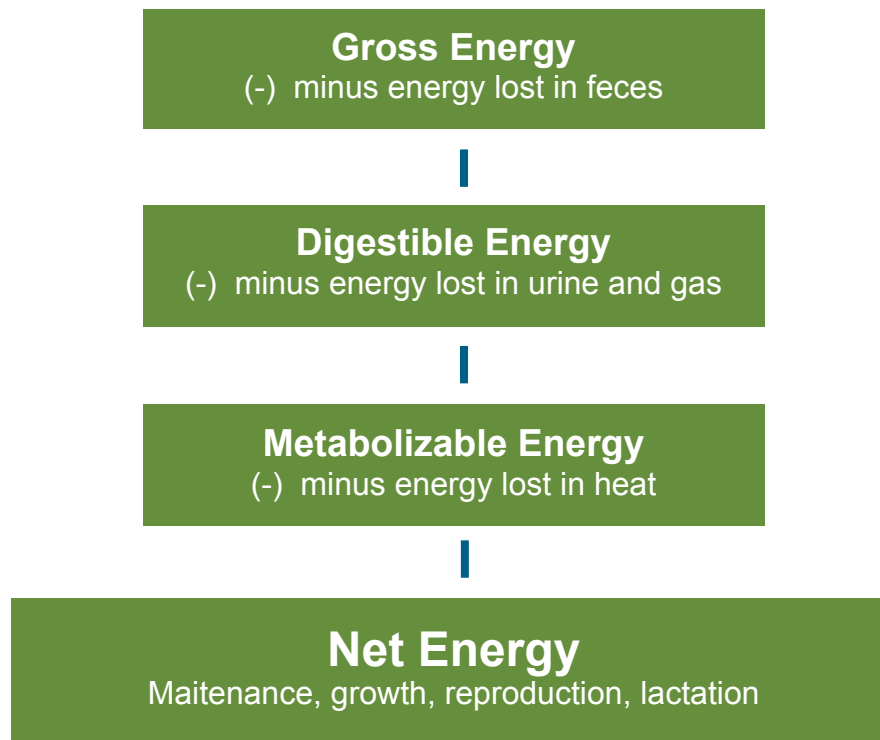 Gross Energy
(-) minus energy lost in feces
Digestible Energy
(-) minus energy lost in urine and gas
Metabolizable Energy
(-) minus energy lost in heat
Net Energy
Maitenance, growth, reproduction, lactation